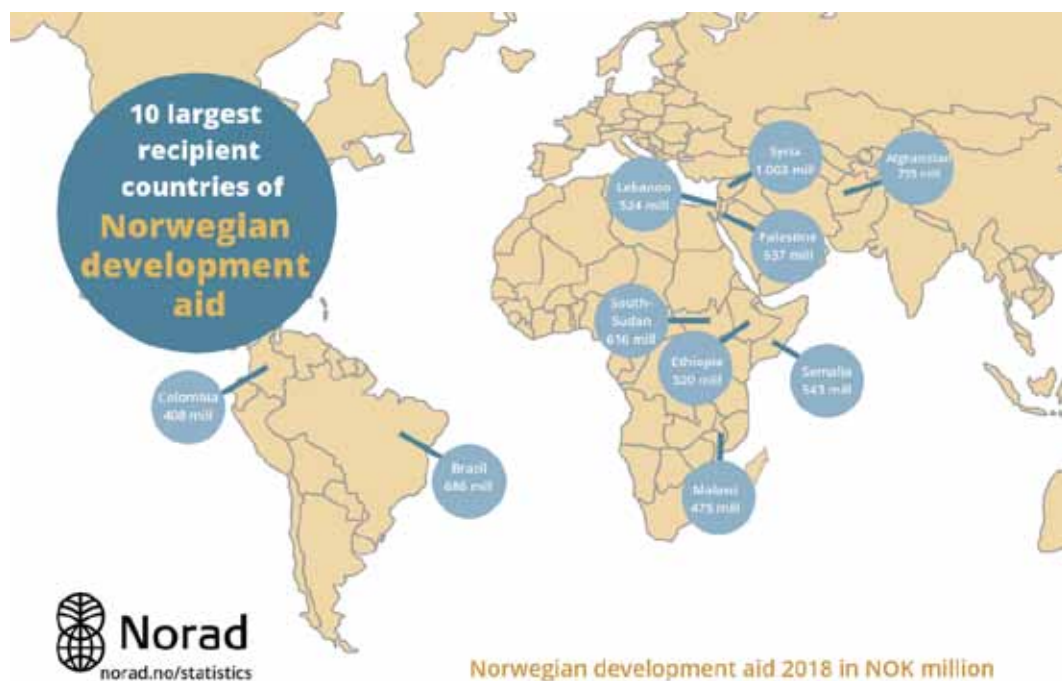 10 largest
recipient
countries of
Norwegian
development
aid
Syria
1.003 mill
Afghanistan
755 mill
Lebanon
524 mill
Palestine
637 mill
South-
Sudan
616 mill
Ethiopia
520 mill
Somalia
543 mill
Colombia
408 mill
Brazil
686 mill
Malawi
475 mill
Norad
norad.no/statistics
Norwegian development aid 2018 in NOK million